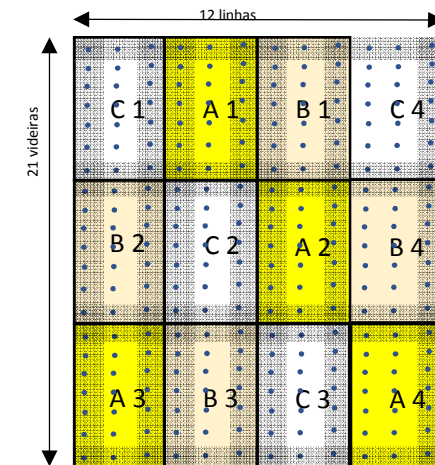 12 linhas
21 videiras
C 1 A 1 B 1 C 4
B 2 C 2 A 2 B 4
A 3 B 3 C 3 A 4